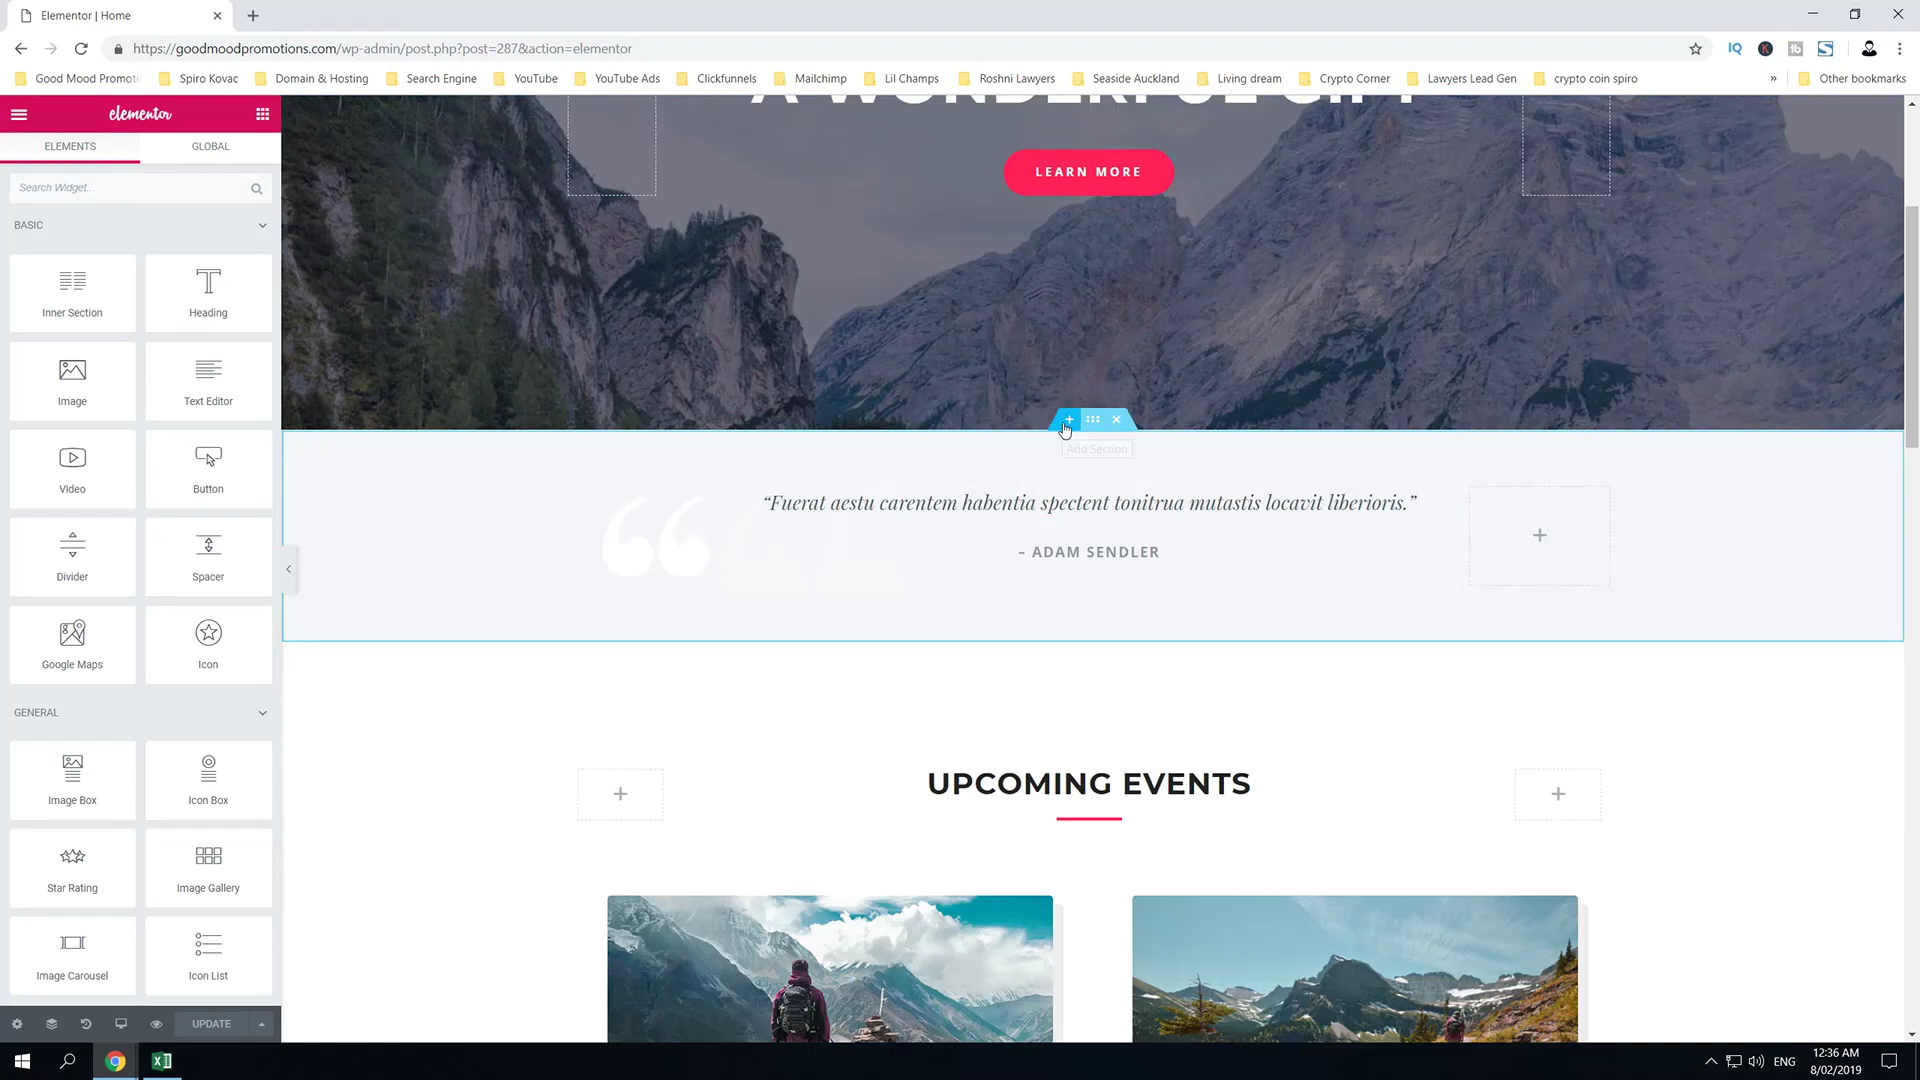 Elementor | Home
https://goodmoodpromotions.com/wp-admin/post.php?post=287&action=elementor
IQ
Good Mood Promoti
Spiro Kovac
Domain & Hosting
Search Engine
YouTube
YouTube Ads
Clickfunnels
Mailchimp
Lil Champs
Roshni Lawyers
Seaside Auckland
Living dream
Crypto Corner
Lawyers Lead Gen
crypto coin spiro
»
Other bookmarks
elementor
ELEMENTS
GLOBAL
Search Widget...
BASIC
Inner Section
Heading
Image
Text Editor
Video
Button
Divider
Spacer
Google Maps
Icon
GENERAL
Image Box
Icon Box
Star Rating
Image Gallery
Image Carousel
Icon List
UPDATE
A WONDERFUL GIFT
LEARN MORE
Add Section
“Fuerat aestu carentem habentia spectent tonitrua mutastis locavit liberioris.”
– ADAM SENDLER
UPCOMING EVENTS
ENG
12:36 AM
8/02/2019